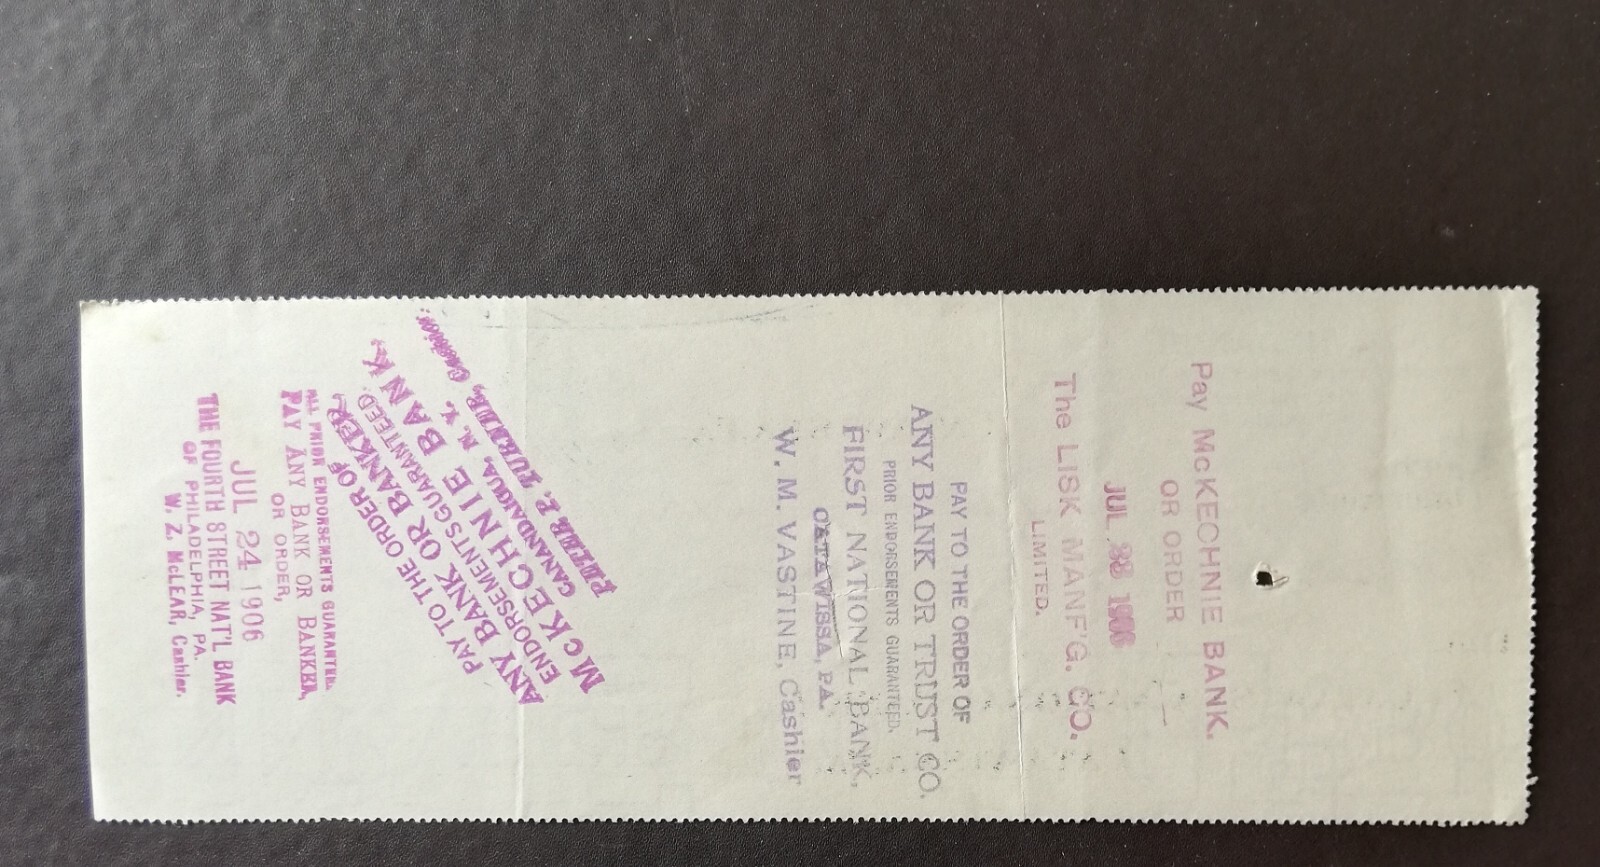 Pay McKECHNIE BANK.
OR ORDER
JUL 1906
The LISK MANF'G. CO.
LIMITED.
PAY TO THE ORDER OF
ANY BANK OR TRUST CO.
PRIOR ENDORSEMENTS GUARANTEED.
FIRST NATIONAL BANK,
CATAWISSA, PA.
W. M. VASTINE, Cashier
PAY TO THE ORDER OF
ANY BANK OR BANKER,
ENDORSEMENTS GUARANTEED.
McKECHNIE BANK,
CANANDAIGUA, N. Y.
PETER P. TURNER, Cashier.
ALL PRIOR ENDORSEMENTS GUARANTEED.
PAY ANY BANK OR BANKER,
OR ORDER,
JUL 24 1906
THE FOURTH STREET NAT'L BANK
OF PHILADELPHIA, PA.
W. Z. McLEAR, Cashier.